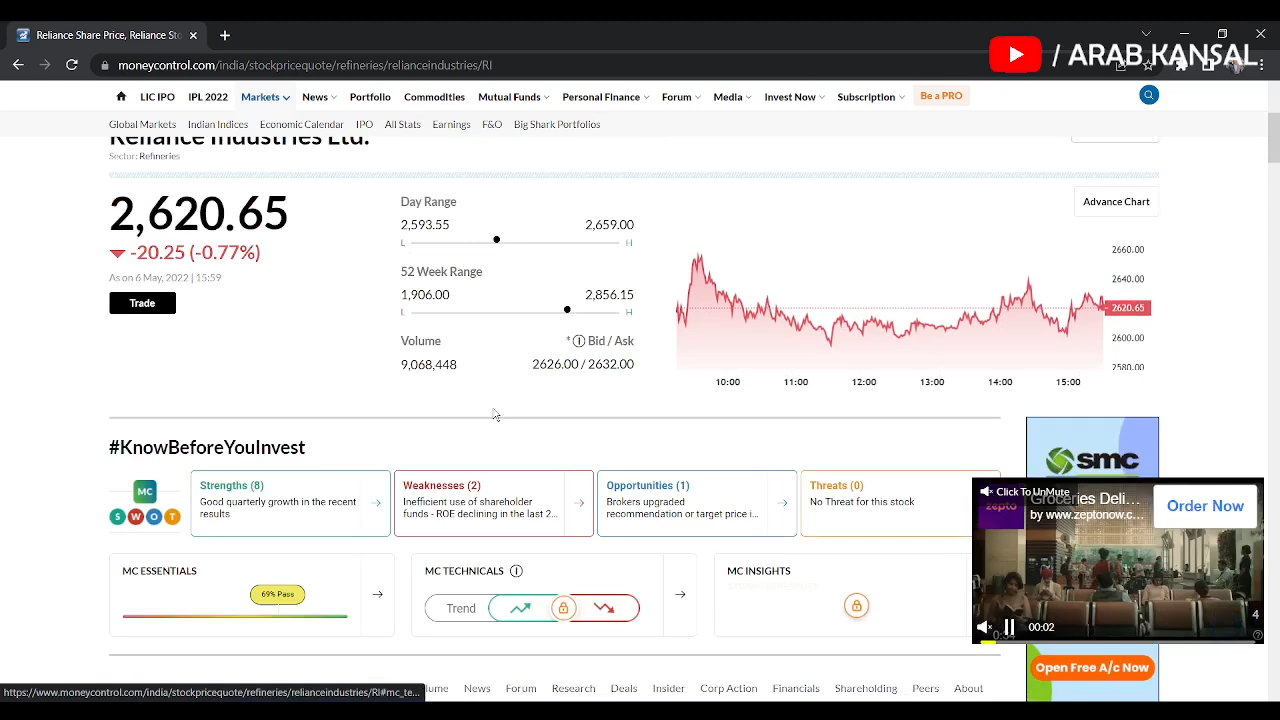 Reliance Share Price, Reliance Sto
/ ARAB KANSAL
moneycontrol.com/india/stockpricequote/refineries/relianceindustries/RI
LIC IPO IPL 2022 Markets News Portfolio Commodities Mutual Funds Personal Finance Forum Media Invest Now Subscription Be a PRO
Global Markets Indian Indices Economic Calendar IPO All Stats Earnings F&O Big Shark Portfolios
Reliance Industries Ltd.
Sector: Refineries
2,620.65
-20.25 (-0.77%)
As on 6 May, 2022 | 15:59
Trade
Day Range
2,593.55 2,659.00
L H
52 Week Range
1,906.00 2,856.15
L H
Volume * Bid / Ask
9,068,448 2626.00 / 2632.00
Advance Chart
2660.00
2640.00
2620.65
2600.00
2580.00
10:00 11:00 12:00 13:00 14:00 15:00
#KnowBeforeYouInvest
MC
S W O T
Strengths (8)
Good quarterly growth in the recent
results
Weaknesses (2)
Inefficient use of shareholder
funds - ROE declining in the last 2...
Opportunities (1)
Brokers upgraded
recommendation or target price i...
Threats (0)
No Threat for this stock
MC ESSENTIALS
69% Pass
MC TECHNICALS
Trend
MC INSIGHTS
smc
Click To UnMute
Groceries Deli...
by www.zeptonow.c...
zepto
Order Now
00:02
4
Open Free A/c Now
https://www.moneycontrol.com/india/stockpricequote/refineries/relianceindustries/RI#mc_te...
News Forum Research Deals Insider Corp Action Financials Shareholding Peers About